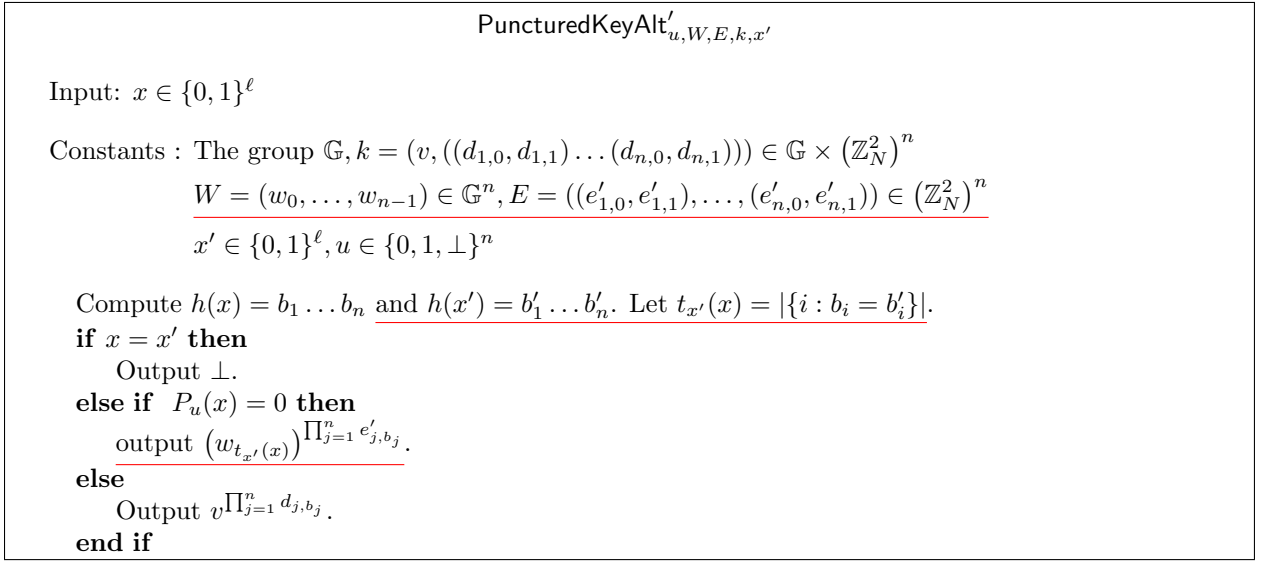 PuncturedKeyAlt′_{u,W,E,k,x′}
Input: x ∈ {0, 1}^ℓ
Constants : The group 𝔾, k = (v, ((d_{1,0}, d_{1,1}) … (d_{n,0}, d_{n,1}))) ∈ 𝔾 × (ℤ_N^2)^n
W = (w_0, …, w_{n−1}) ∈ 𝔾^n, E = ((e′_{1,0}, e′_{1,1}), …, (e′_{n,0}, e′_{n,1})) ∈ (ℤ_N^2)^n
x′ ∈ {0, 1}^ℓ, u ∈ {0, 1, ⊥}^n
Compute h(x) = b_1 … b_n and h(x′) = b′_1 … b′_n. Let t_{x′}(x) = |{i : b_i = b′_i}|.
if x = x′ then
Output ⊥.
else if P_u(x) = 0 then
output (w_{t_{x′}(x)})^{∏_{j=1}^n e′_{j,b_j}}.
else
Output v^{∏_{j=1}^n d_{j,b_j}}.
end if